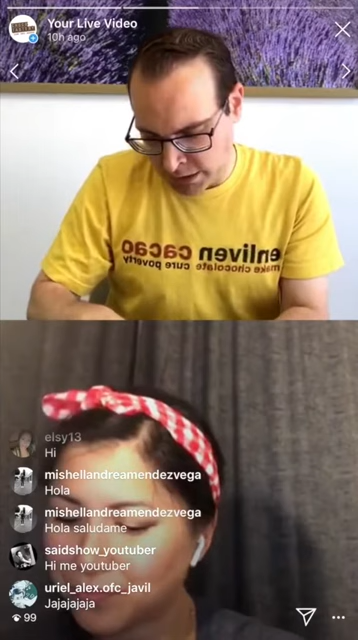 Your Live Video
10h ago
enliven cacao
make chocolate cure poverty
eisy13
Hi
mishellandreamendezvega
Hola
mishellandreamendezvega
Hola saludame
saidshow_youtuber
Hi me youtuber
uriel_alex.ofc_javil
Jajajajaja
99